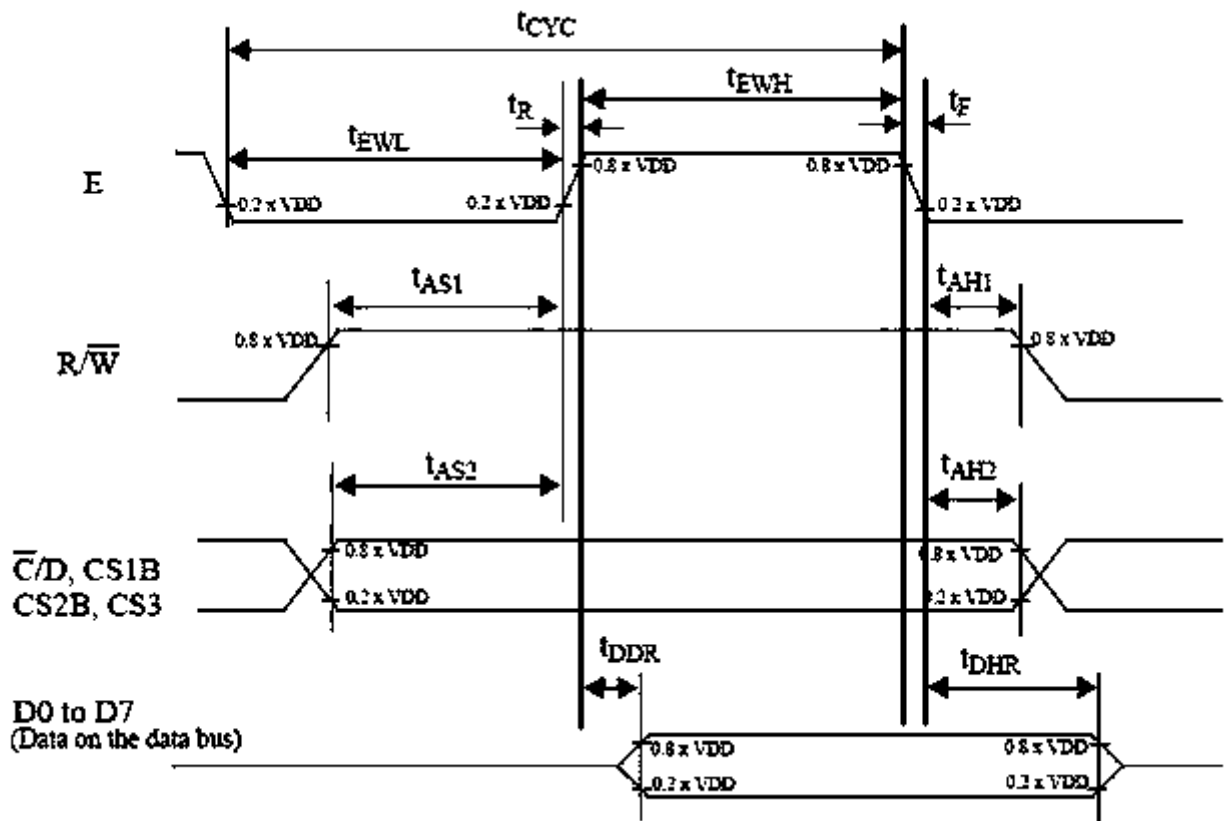 tCYC
tEWH
tR
tF
tEWL
E
0.8 x VDD
0.8 x VDD
0.2 x VDD
0.2 x VDD
0.2 x VDD
tAS1
tAH1
0.8 x VDD
0.8 x VDD
R/W̅
tAS2
tAH2
C̅/D, CS1B
CS2B, CS3
0.8 x VDD
0.8 x VDD
0.2 x VDD
0.2 x VDD
tDDR
tDHR
D0 to D7
(Data on the data bus)
0.8 x VDD
0.8 x VDD
0.2 x VDD
0.2 x VDD